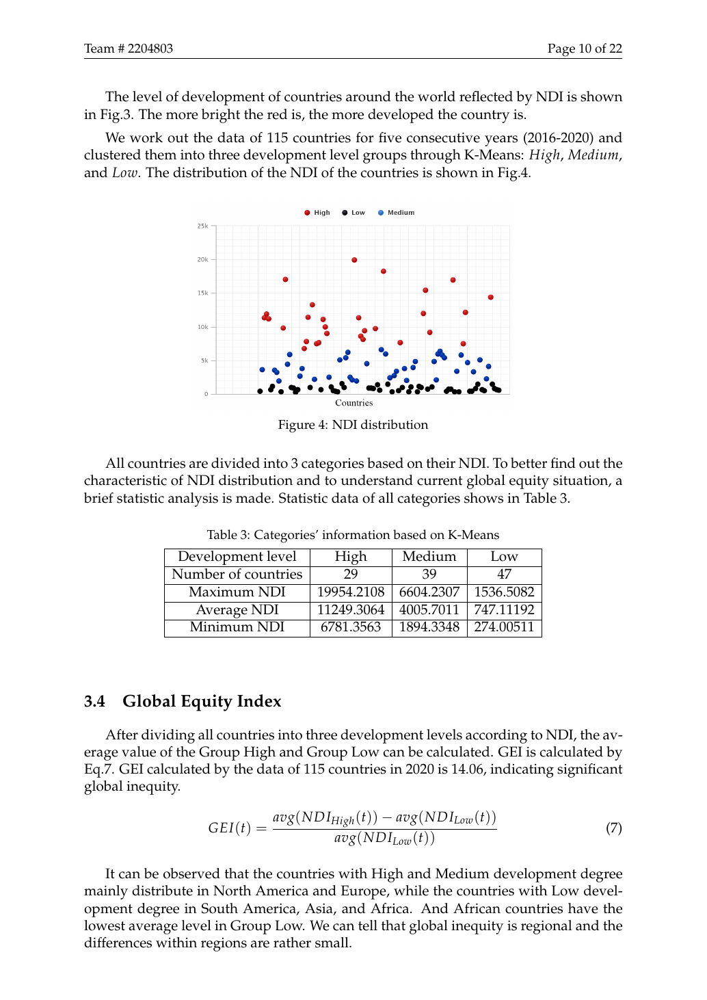 Team # 2204803 Page 10 of 22
The level of development of countries around the world reflected by NDI is shown
in Fig.3. The more bright the red is, the more developed the country is.
We work out the data of 115 countries for five consecutive years (2016-2020) and
clustered them into three development level groups through K-Means: High, Medium,
and Low. The distribution of the NDI of the countries is shown in Fig.4.
High Low Medium
25k
20k
15k
10k
5k
0
Countries
Figure 4: NDI distribution
All countries are divided into 3 categories based on their NDI. To better find out the
characteristic of NDI distribution and to understand current global equity situation, a
brief statistic analysis is made. Statistic data of all categories shows in Table 3.
Table 3: Categories' information based on K-Means
Development level High Medium Low
Number of countries 29 39 47
Maximum NDI 19954.2108 6604.2307 1536.5082
Average NDI 11249.3064 4005.7011 747.11192
Minimum NDI 6781.3563 1894.3348 274.00511
3.4 Global Equity Index
After dividing all countries into three development levels according to NDI, the av-
erage value of the Group High and Group Low can be calculated. GEI is calculated by
Eq.7. GEI calculated by the data of 115 countries in 2020 is 14.06, indicating significant
global inequity.
GEI(t) = avg(NDI_High(t)) − avg(NDI_Low(t)) / avg(NDI_Low(t)) (7)
It can be observed that the countries with High and Medium development degree
mainly distribute in North America and Europe, while the countries with Low devel-
opment degree in South America, Asia, and Africa. And African countries have the
lowest average level in Group Low. We can tell that global inequity is regional and the
differences within regions are rather small.